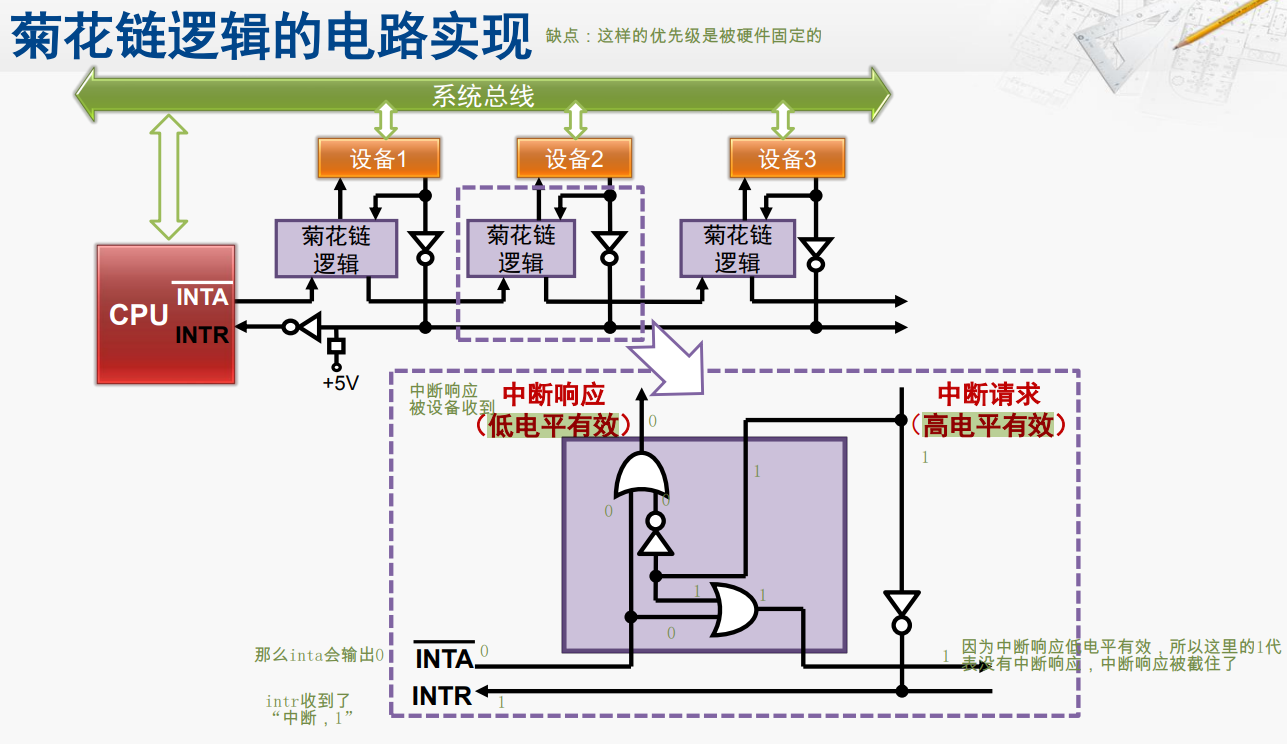 菊花链逻辑的电路实现
缺点：这样的优先级是被硬件固定的
系统总线
设备1
设备2
设备3
菊花链
逻辑
菊花链
逻辑
菊花链
逻辑
CPU
INTA
INTR
+5V
中断响应
被设备收到
中断响应
（低电平有效）
0
中断请求
（高电平有效）
1
1
0
0
1
1
0
那么inta会输出0
INTA
0
1
因为中断响应低电平有效，所以这里的1代
表没有中断响应，中断响应被截住了
intr收到了
“中断，1”
INTR
1